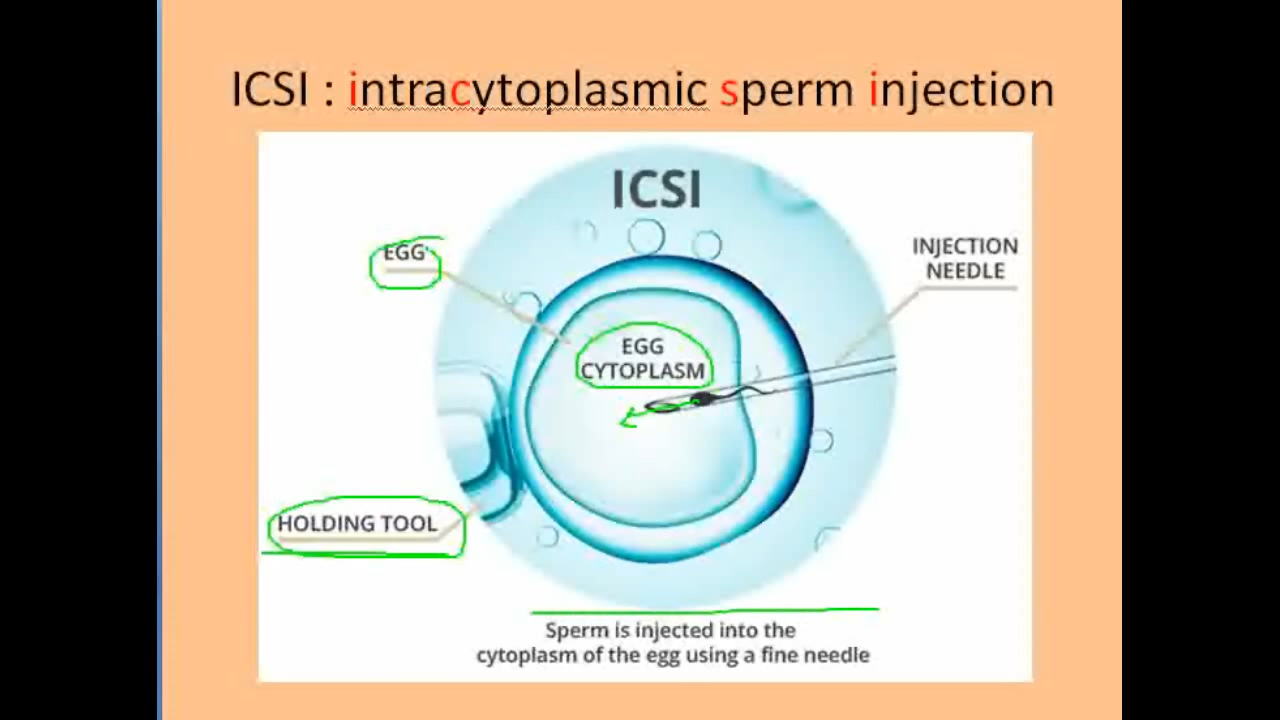 ICSI : intracytoplasmic sperm injection
ICSI
EGG
INJECTION
NEEDLE
EGG
CYTOPLASM
HOLDING TOOL
Sperm is injected into the
cytoplasm of the egg using a fine needle